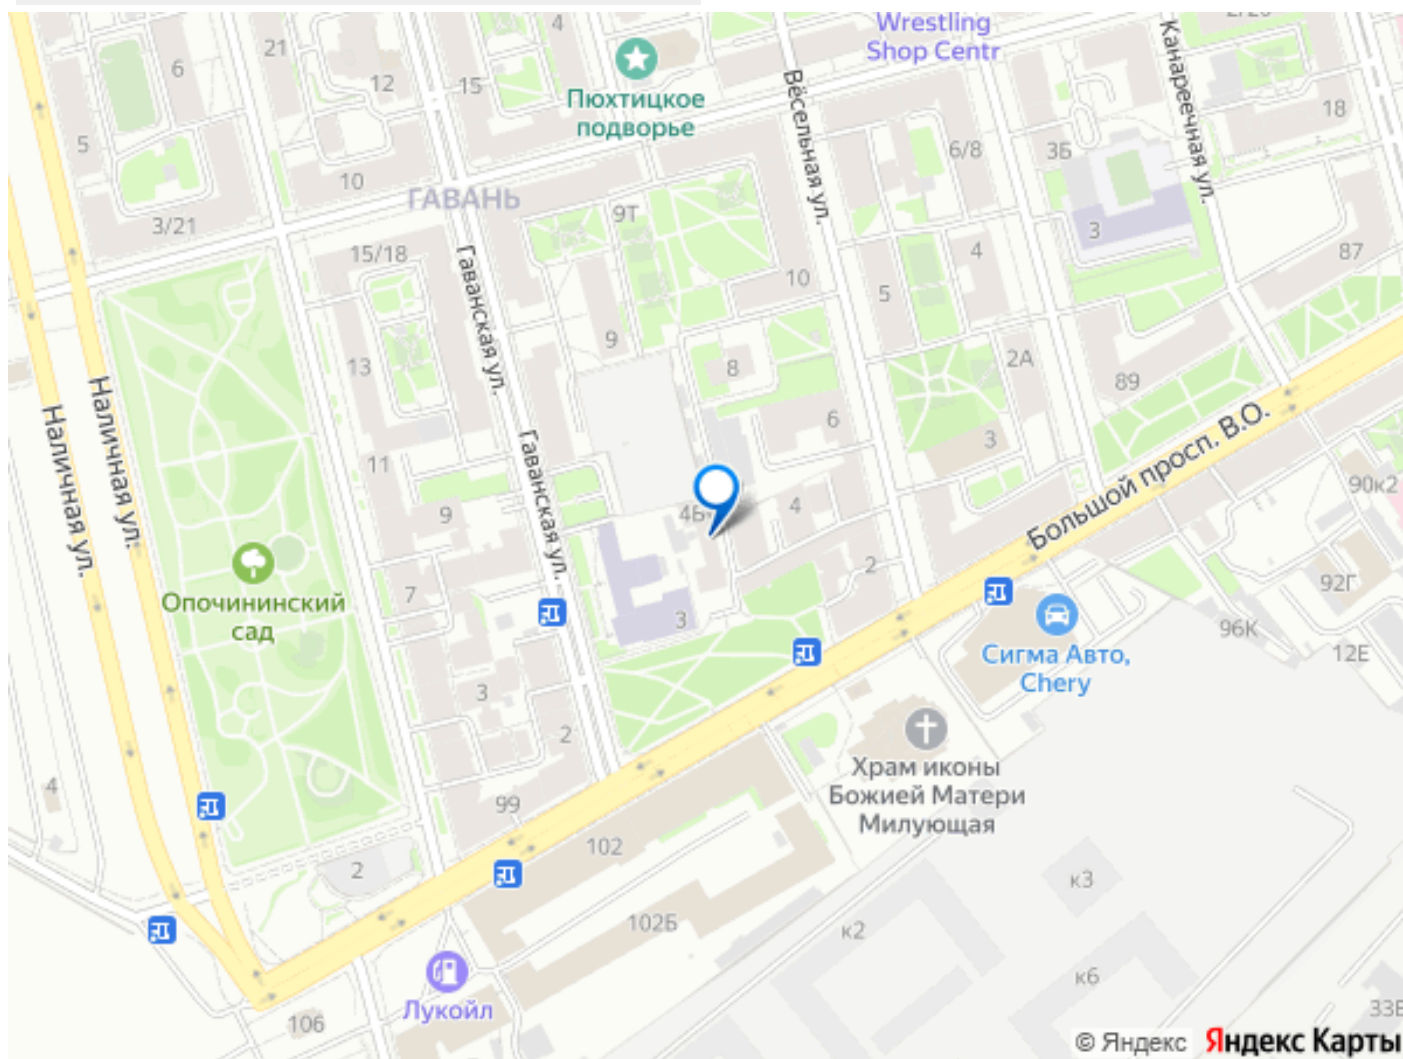 Wrestling
Shop Centr
21
4
6
12
15
Пюхтицкое
подворье
Вёсельная ул.
Канареечная ул.
18
5
10
ГАВАНЬ
6/8
3Б
3/21
9Т
15/18
Гаванская ул.
4
3
87
10
5
9
13
8
2А
89
Наличная ул.
Наличная ул.
6
3
Большой просп. В.О.
11
Гаванская ул.
9
4
90к2
Опочининский
сад
7
3
2
92Г
96К
12Е
Сигма Авто,
Chery
3
2
4
Храм иконы
Божией Матери
Милующая
99
102
2
к3
102Б
к2
к6
Лукойл
106
© Яндекс
Яндекс Карты